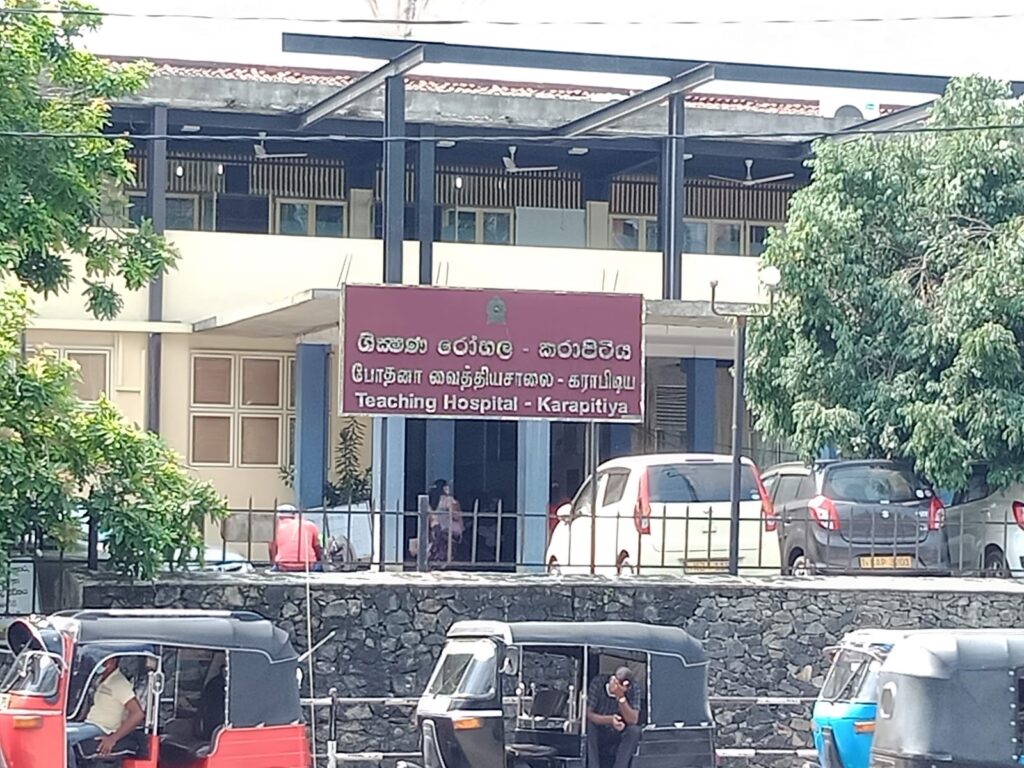 ශික්ෂණ රෝහල - කරාපිටිය
போதனா வைத்தியசாலை - கராபிடிய
Teaching Hospital - Karapitiya